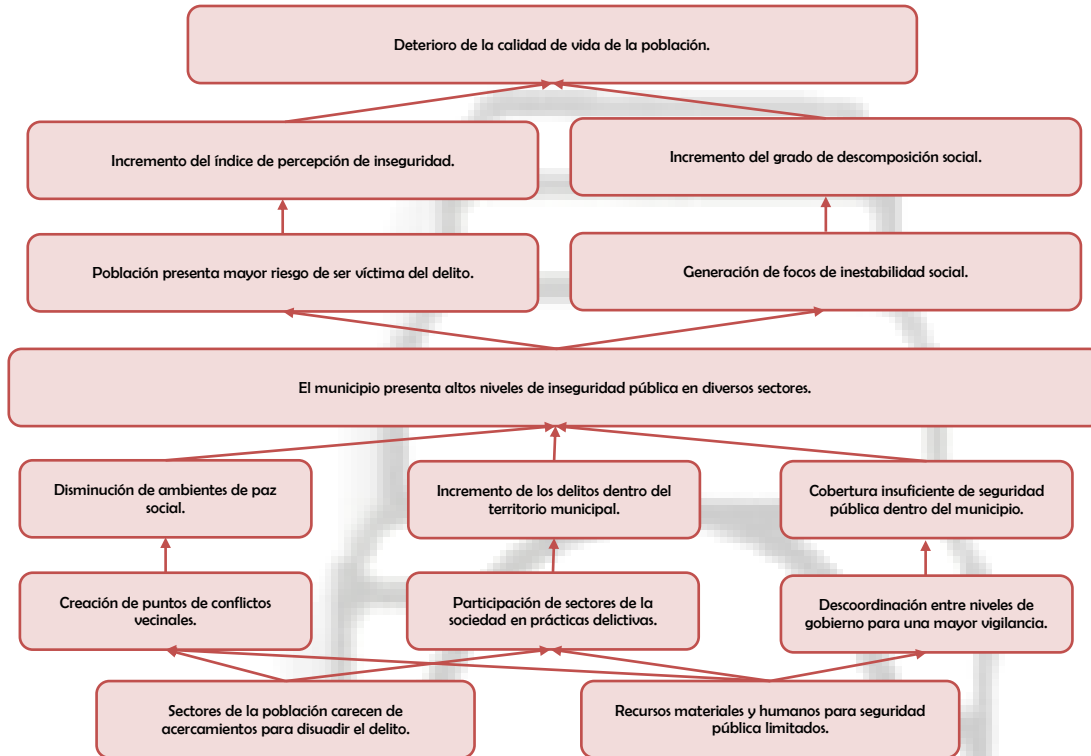 Deterioro de la calidad de vida de la población.
Incremento del índice de percepción de inseguridad.
Incremento del grado de descomposición social.
Población presenta mayor riesgo de ser víctima del delito.
Generación de focos de inestabilidad social.
El municipio presenta altos niveles de inseguridad pública en diversos sectores.
Disminución de ambientes de paz
social.
Incremento de los delitos dentro del
territorio municipal.
Cobertura insuficiente de seguridad
pública dentro del municipio.
Creación de puntos de conflictos
vecinales.
Participación de sectores de la
sociedad en prácticas delictivas.
Descoordinación entre niveles de
gobierno para una mayor vigilancia.
Sectores de la población carecen de
acercamientos para disuadir el delito.
Recursos materiales y humanos para seguridad
pública limitados.